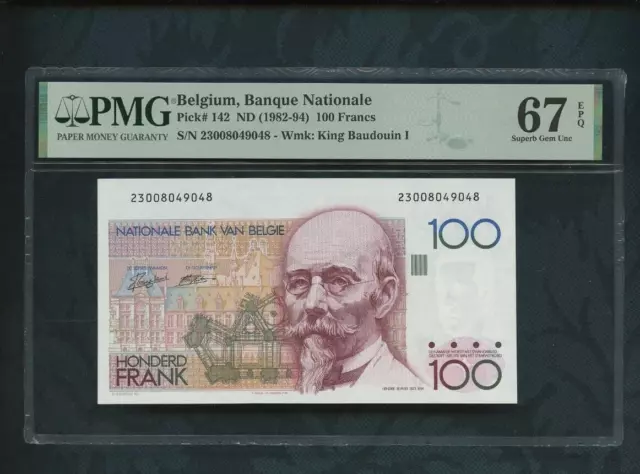 PMG
PAPER MONEY GUARANTY
Belgium, Banque Nationale
Pick# 142 ND (1982-94) 100 Francs
S/N 23008049048 - Wmk: King Baudouin I
67 EPQ
Superb Gem Unc
23008049048 23008049048
NATIONALE BANK VAN BELGIE 100
HONDERD
FRANK
100